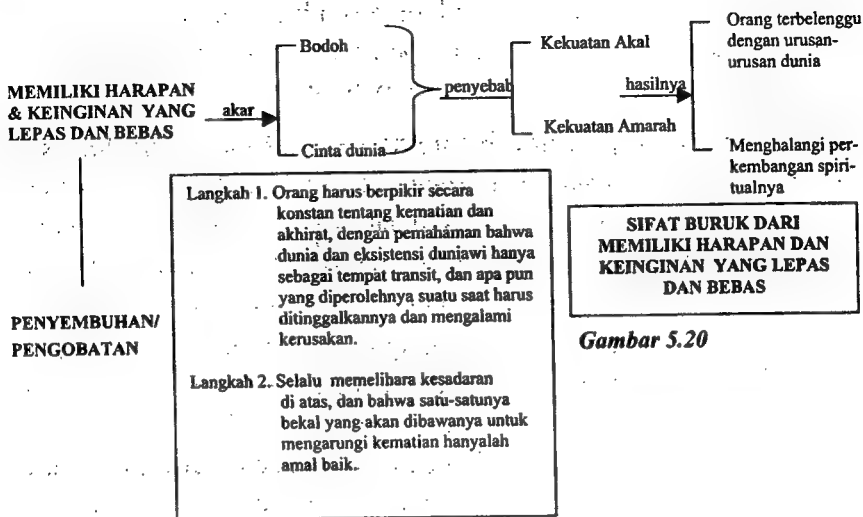 MEMILIKI HARAPAN
& KEINGINAN YANG
LEPAS DAN BEBAS
akar
Bodoh
Cinta dunia
penyebab
Kekuatan Akal
Kekuatan Amarah
hasilnya
Orang terbelenggu
dengan urusan-
urusan dunia
Menghalangi per-
kembangan spiri-
tualnya
PENYEMBUHAN/
PENGOBATAN
Langkah 1. Orang harus berpikir secara
konstan tentang kematian dan
akhirat, dengan pemahaman bahwa
dunia dan eksistensi duniawi hanya
sebagai tempat transit, dan apa pun
yang diperolehnya suatu saat harus
ditinggalkannya dan mengalami
kerusakan.
Langkah 2. Selalu memelihara kesadaran
di atas, dan bahwa satu-satunya
bekal yang akan dibawanya untuk
mengarungi kematian hanyalah
amal baik.
SIFAT BURUK DARI
MEMILIKI HARAPAN DAN
KEINGINAN YANG LEPAS
DAN BEBAS
Gambar 5.20